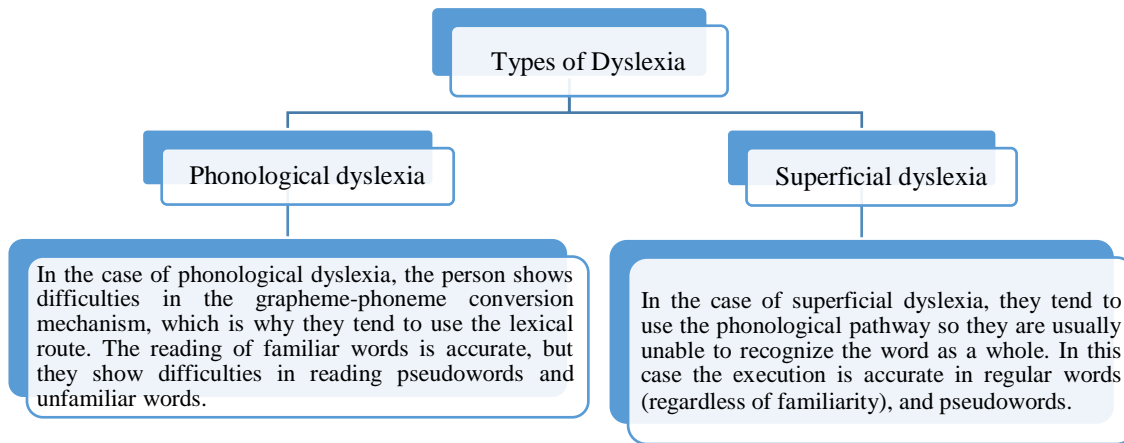 Types of Dyslexia
Phonological dyslexia
Superficial dyslexia
In the case of phonological dyslexia, the person shows
difficulties in the grapheme-phoneme conversion
mechanism, which is why they tend to use the lexical
route. The reading of familiar words is accurate, but
they show difficulties in reading pseudowords and
unfamiliar words.
In the case of superficial dyslexia, they tend to
use the phonological pathway so they are usually
unable to recognize the word as a whole. In this
case the execution is accurate in regular words
(regardless of familiarity), and pseudowords.